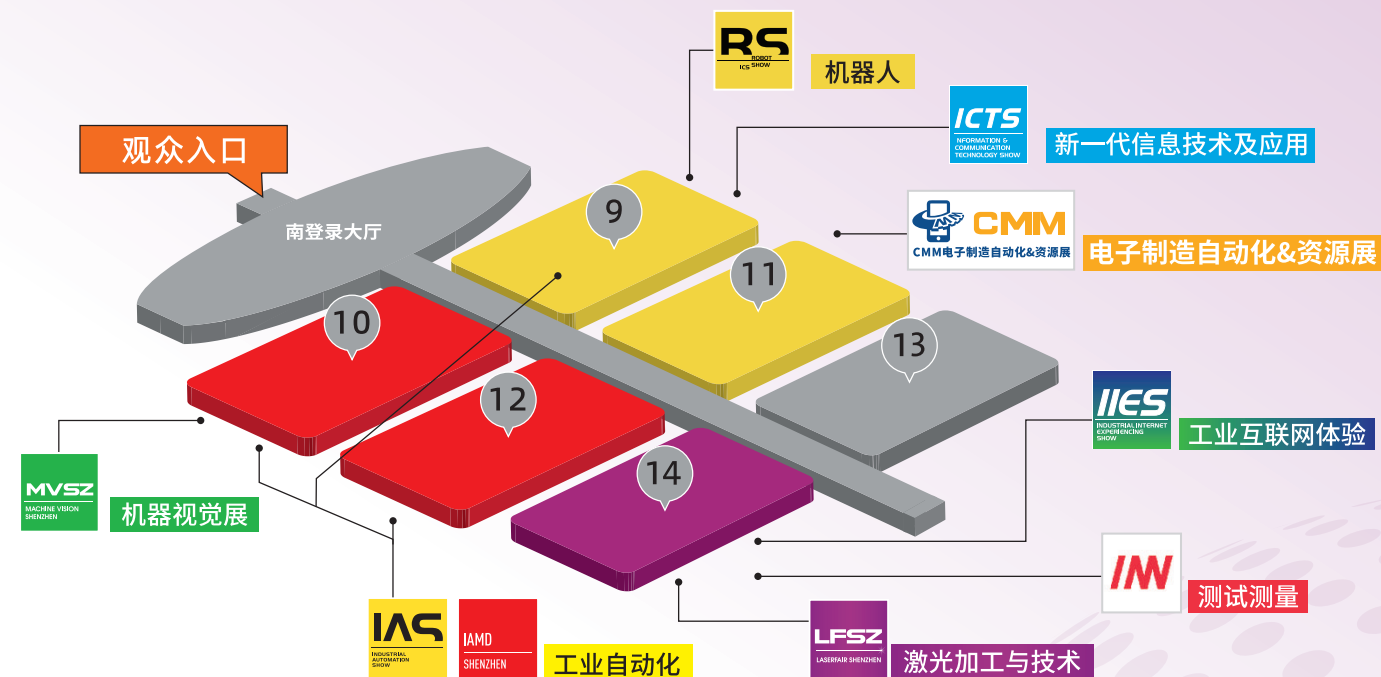 RS
ROBOT
ICS SHOW
机器人
ICTS
NFORMATION &
COMMUNICATION
TECHNOLOGY SHOW
新一代信息技术及应用
观众入口
南登录大厅
9
CMM
CMM电子制造自动化&资源展
电子制造自动化&资源展
11
10
13
12
IIES
INDUSTRIAL INTERNET
EXPERIENCING
SHOW
工业互联网体验
14
MVSZ
MACHINE VISION
SHENZHEN
机器视觉展
测试测量
IAS
INDUSTRIAL
AUTOMATION
SHOW
IAMD
SHENZHEN
工业自动化
LFSZ
LASERFAIR SHENZHEN
激光加工与技术